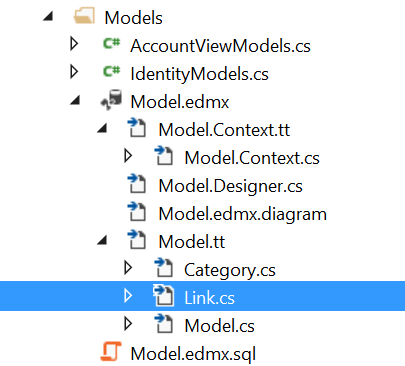 Models
C# AccountViewModels.cs
C# IdentityModels.cs
Model.edmx
Model.Context.tt
Model.Context.cs
Model.Designer.cs
Model.edmx.diagram
Model.tt
Category.cs
Link.cs
Model.cs
Model.edmx.sql